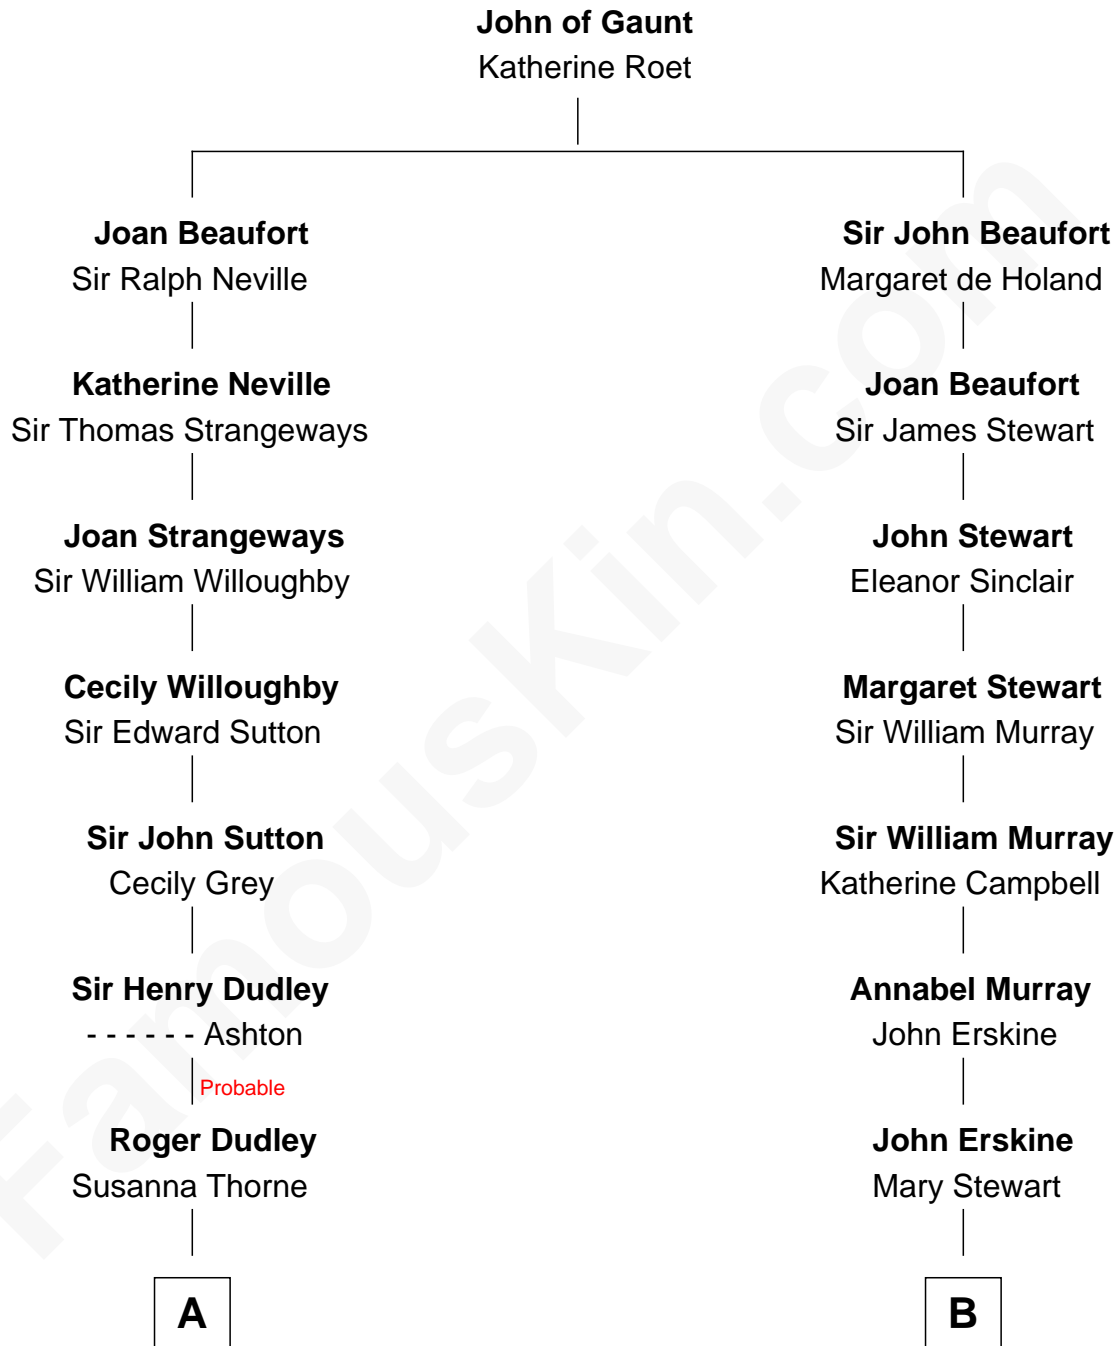 John of Gaunt
Katherine Roet
Joan Beaufort
Sir Ralph Neville
Katherine Neville
Sir Thomas Strangeways
Joan Strangeways
Sir William Willoughby
Cecily Willoughby
Sir Edward Sutton
Sir John Sutton
Cecily Grey
Sir Henry Dudley
- - - - - - Ashton
Probable
Roger Dudley
Susanna Thorne
A
Sir John Beaufort
Margaret de Holand
Joan Beaufort
Sir James Stewart
John Stewart
Eleanor Sinclair
Margaret Stewart
Sir William Murray
Sir William Murray
Katherine Campbell
Annabel Murray
John Erskine
John Erskine
Mary Stewart
B
FamousKin.com